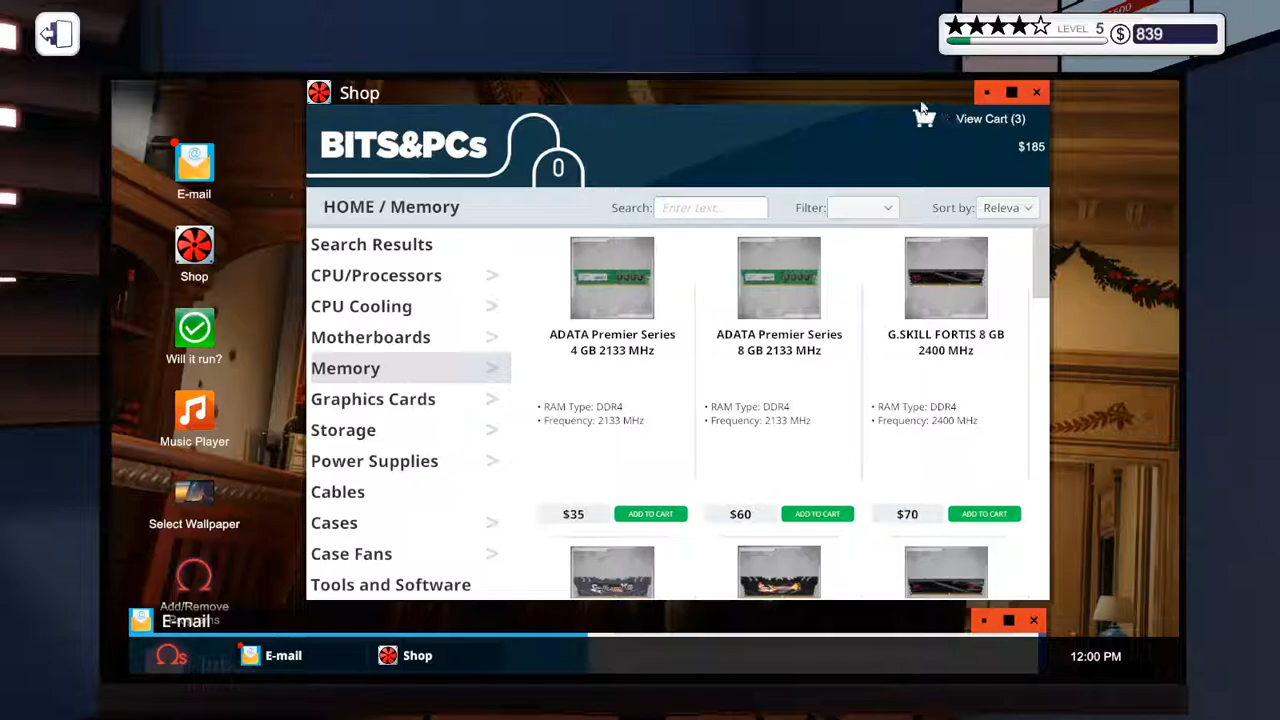 500
LEVEL 5
$ 839
Shop
View Cart (3)
$185
BITS&PCs
HOME / Memory
Search: Enter text...
Filter:
Sort by: Releva
E-mail
Shop
Will it run?
Music Player
Select Wallpaper
Add/Remove
Search Results
CPU/Processors >
CPU Cooling >
Motherboards >
Memory >
Graphics Cards >
Storage >
Power Supplies >
Cables
Cases >
Case Fans >
Tools and Software
ADATA Premier Series
4 GB 2133 MHz
• RAM Type: DDR4
• Frequency: 2133 MHz
$35 ADD TO CART
ADATA Premier Series
8 GB 2133 MHz
• RAM Type: DDR4
• Frequency: 2133 MHz
$60 ADD TO CART
G.SKILL FORTIS 8 GB
2400 MHz
• RAM Type: DDR4
• Frequency: 2400 MHz
$70 ADD TO CART
E-mail
Ωs E-mail Shop 12:00 PM